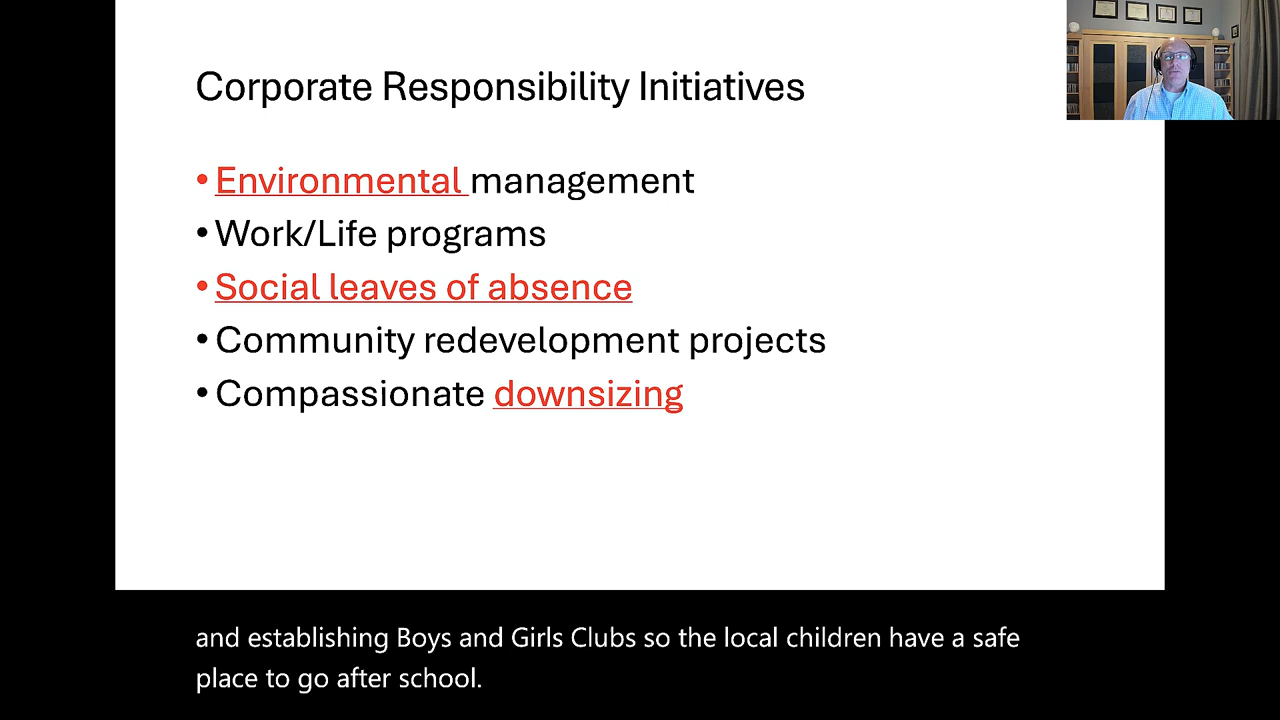 Corporate Responsibility Initiatives
• Environmental management
• Work/Life programs
• Social leaves of absence
• Community redevelopment projects
• Compassionate downsizing
and establishing Boys and Girls Clubs so the local children have a safe
place to go after school.